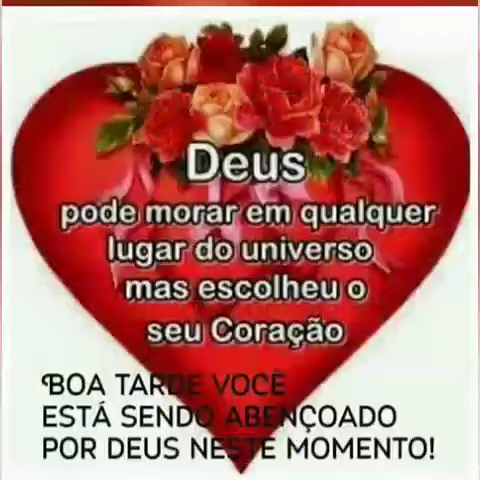 Deus
pode morar em qualquer
lugar do universo
mas escolheu o
seu Coração
BOA TARDE VOCÊ
ESTÁ SENDO ABENÇOADO
POR DEUS NESTE MOMENTO!